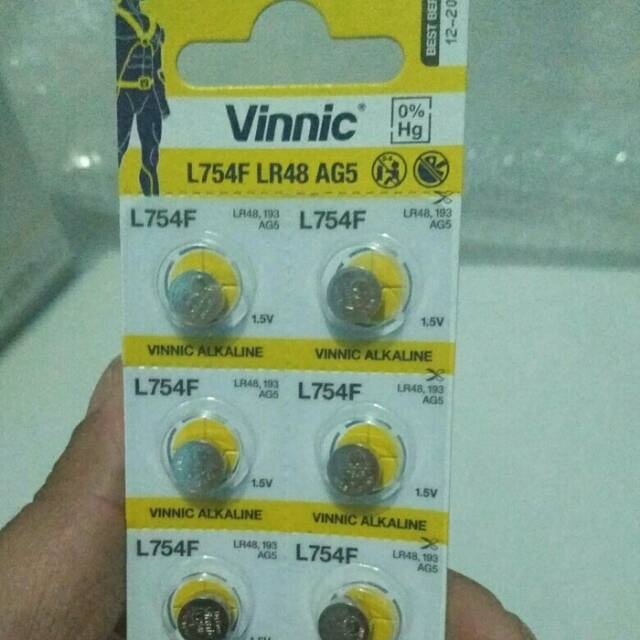 BEST BE
12-20
Vinnic®
0%
Hg
L754F LR48 AG5
L754F LR48, 193 L754F LR48, 193
AG5 AG5
1.5V 1.5V
VINNIC ALKALINE VINNIC ALKALINE
L754F LR48, 193 L754F LR48, 193
AG5 AG5
1.5V 1.5V
VINNIC ALKALINE VINNIC ALKALINE
L754F LR48, 193 L754F LR48, 193
AG5 AG5